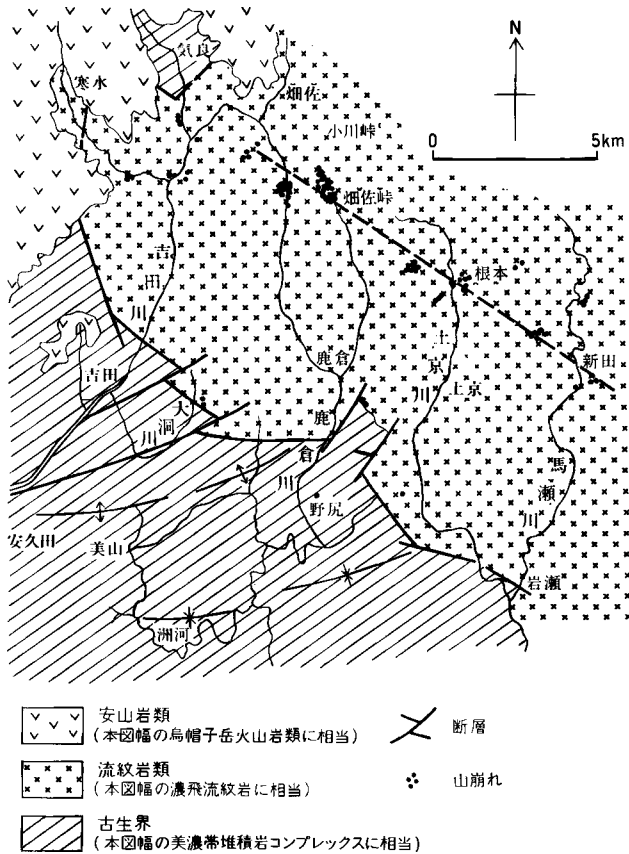 気良
寒水
畑佐
小川峠
N
0 5km
畑佐峠
吉田川
根本
吉田
大洞川
鹿倉
鹿倉川
土京川
土京
新田
馬瀬川
野尻
安久田
美山
岩瀬
洲河
安山岩類
(本図幅の烏帽子岳火山岩類に相当)
断層
流紋岩類
(本図幅の濃飛流紋岩に相当)
山崩れ
古生界
(本図幅の美濃帯堆積岩コンプレックスに相当)